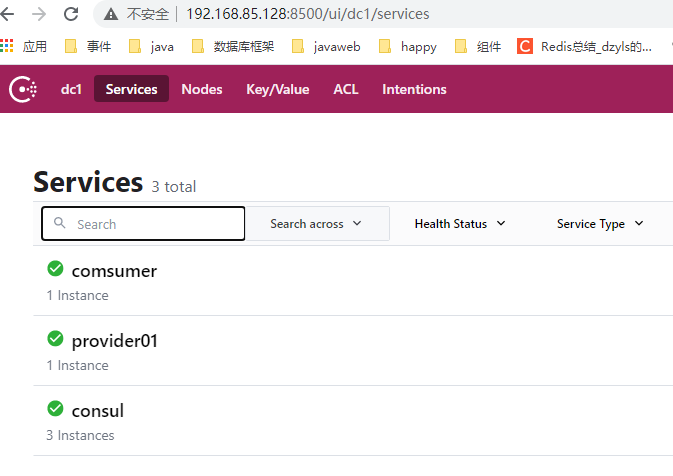 不安全 192.168.85.128:8500/ui/dc1/services
应用 事件 java 数据库框架 javaweb happy 组件 Redis总结_dzyls的...
dc1 Services Nodes Key/Value ACL Intentions
Services 3 total
Search Search across Health Status Service Type
comsumer
1 Instance
provider01
1 Instance
consul
3 Instances